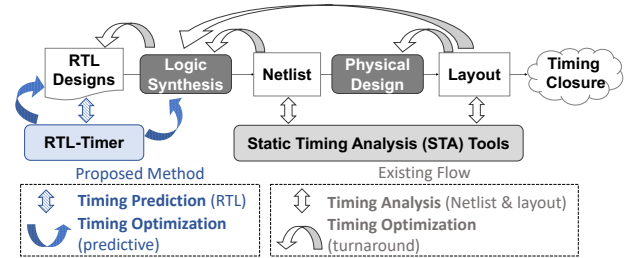 RTL
Designs
Logic
Synthesis
Netlist
Physical
Design
Layout
Timing
Closure
RTL-Timer
Static Timing Analysis (STA) Tools
Proposed Method
Existing Flow
Timing Prediction (RTL)
Timing Optimization
(predictive)
Timing Analysis (Netlist & layout)
Timing Optimization
(turnaround)